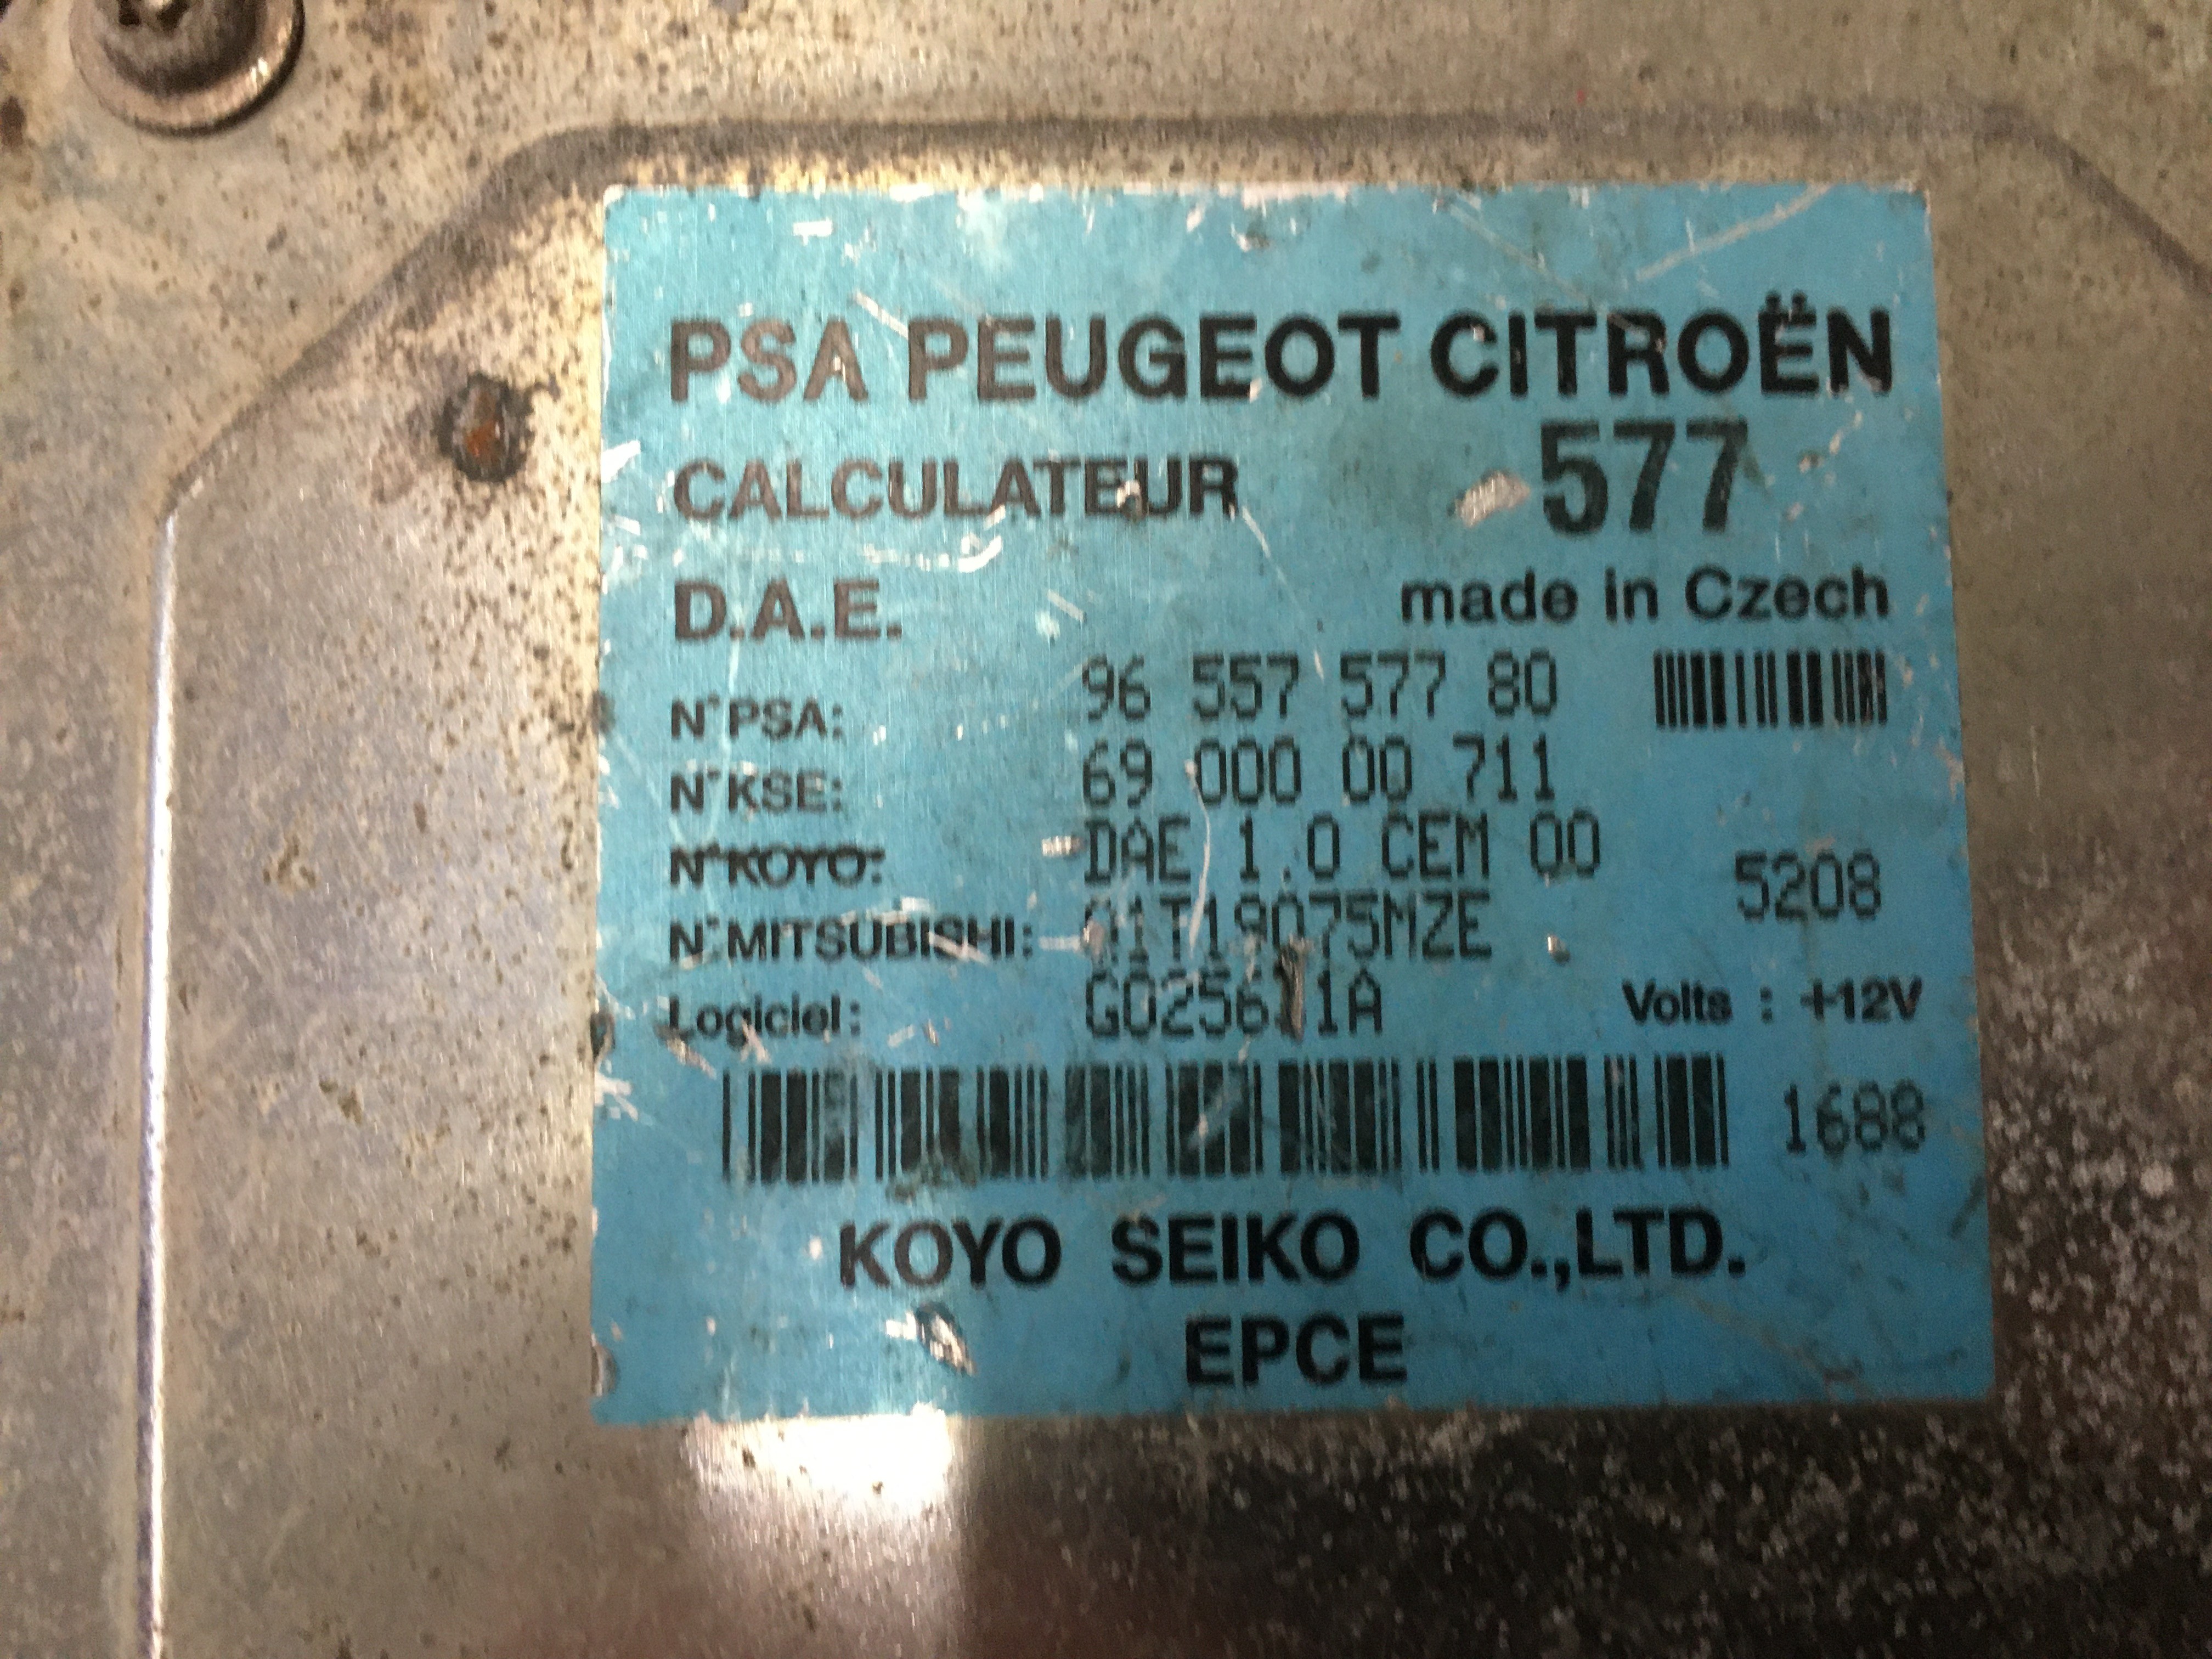 PSA PEUGEOT CITROËN
CALCULATEUR 577
D.A.E. made in Czech
N°PSA: 96 557 577 80
N°KSE: 69 000 00 711
N°KOYO: DAE 1.0 CEM 00 5208
N°MITSUBISHI: Q1T19075MZE
Logiciel: Volts : +12V
1688
KOYO SEIKO CO.,LTD.
EPCE